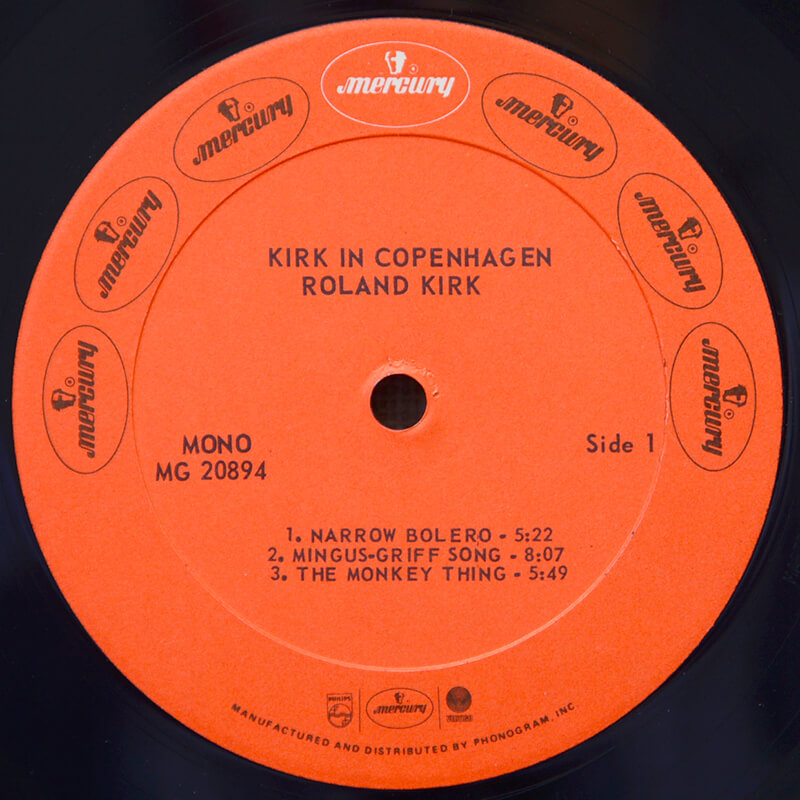 mercury
mercury
mercury
mercury
mercury
mercury
mercury
KIRK IN COPENHAGEN
ROLAND KIRK
MONO
MG 20894
Side 1
1. NARROW BOLERO - 5:22
2. MINGUS-GRIFF SONG - 8:07
3. THE MONKEY THING - 5:49
PHILIPS
mercury
VERTIGO
MANUFACTURED AND DISTRIBUTED BY PHONOGRAM, INC.